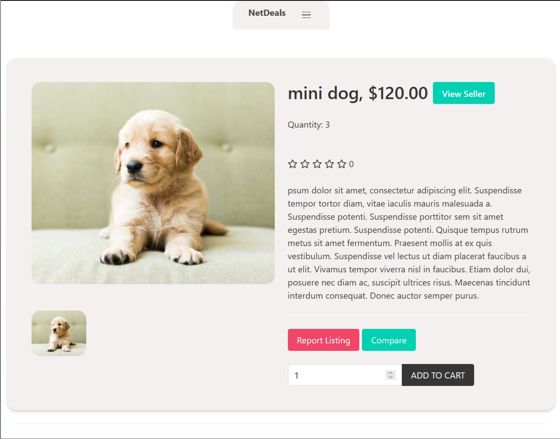 NetDeals
mini dog, $120.00
View Seller
Quantity: 3
0
psum dolor sit amet, consectetur adipiscing elit. Suspendisse
tempor tortor diam, vitae iaculis mauris malesuada a.
Suspendisse potenti. Suspendisse porttitor sem sit amet
egestas pretium. Suspendisse potenti. Quisque tempus rutrum
metus sit amet fermentum. Praesent mollis at ex quis
vestibulum. Suspendisse vel lectus ut diam placerat faucibus a
ut elit. Vivamus tempor viverra nisl in faucibus. Etiam dolor dui,
posuere nec diam ac, suscipit ultrices risus. Maecenas tincidunt
interdum consequat. Donec auctor semper purus.
Report Listing
Compare
1
ADD TO CART